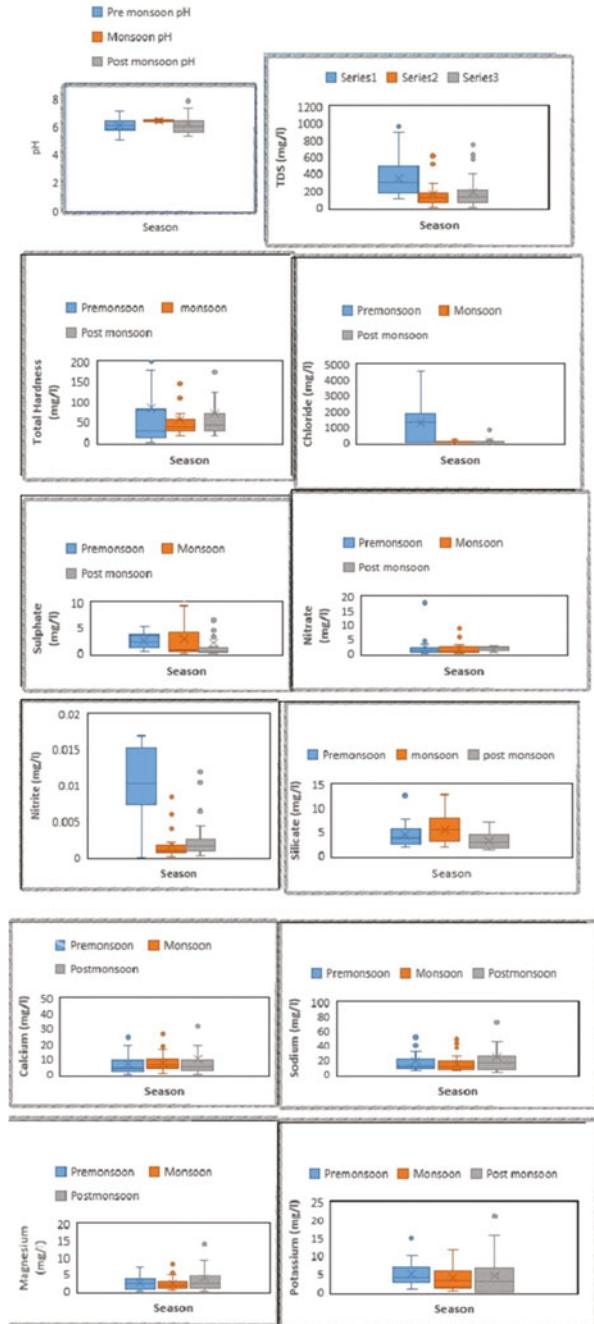 Pre monsoon pH
Monsoon pH
Post monsoon pH
8
6
4
2
0
pH
Season
Series1 Series2 Series3
1200
1000
800
600
400
200
0
TDS (mg/l)
Season
Premonsoon monsoon
Post monsoon
200
150
100
50
0
Total Hardness
(mg/l)
Season
Premonsoon Monsoon
Post monsoon
5000
4000
3000
2000
1000
0
Chloride (mg/l)
Season
Premonsoon Monsoon
Post monsoon
10
5
0
Sulphate
(mg/l)
Season
Premonsoon Monsoon
Post monsoon
20
15
10
5
0
Nitrate
(mg/l)
Season
0.02
0.015
0.01
0.005
0
Nitrite (mg/l)
Season
Premonsoon monsoon post monsoon
15
10
5
0
Silicate (mg/l)
Season
Premonsoon Monsoon
Postmonsoon
50
40
30
20
10
0
Calcium (mg/l)
Season
Premonsoon Monsoon Postmonsoon
100
80
60
40
20
0
Sodium (mg/l)
Season
Premonsoon Monsoon
Postmonsoon
20
15
10
5
0
Magnesium
(mg/l)
Season
Premonsoon Monsoon Post monsoon
25
20
15
10
5
0
Potassium (mg/l)
Season